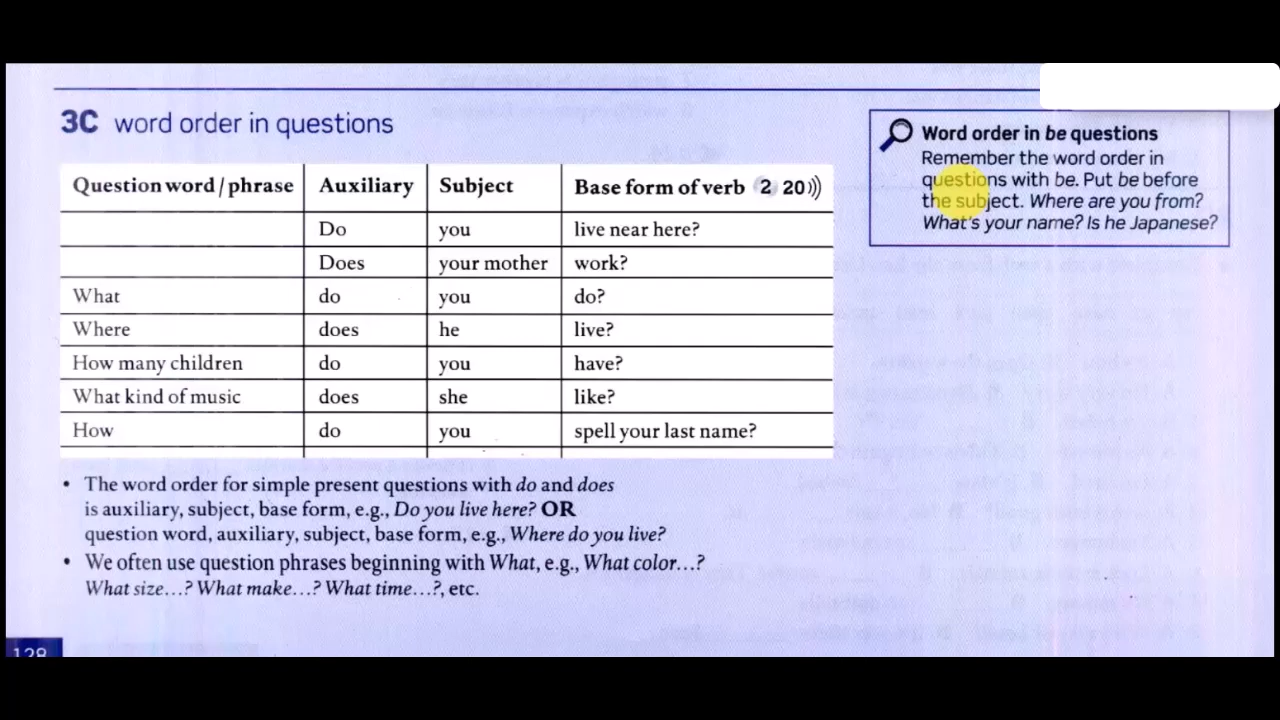 3C word order in questions
Question word / phrase Auxiliary Subject Base form of verb 2 20
Do you live near here?
Does your mother work?
What do you do?
Where does he live?
How many children do you have?
What kind of music does she like?
How do you spell your last name?
• The word order for simple present questions with do and does
is auxiliary, subject, base form, e.g., Do you live here? OR
question word, auxiliary, subject, base form, e.g., Where do you live?
• We often use question phrases beginning with What, e.g., What color...?
What size...? What make...? What time...?, etc.
Word order in be questions
Remember the word order in
questions with be. Put be before
the subject. Where are you from?
What's your name? Is he Japanese?
128